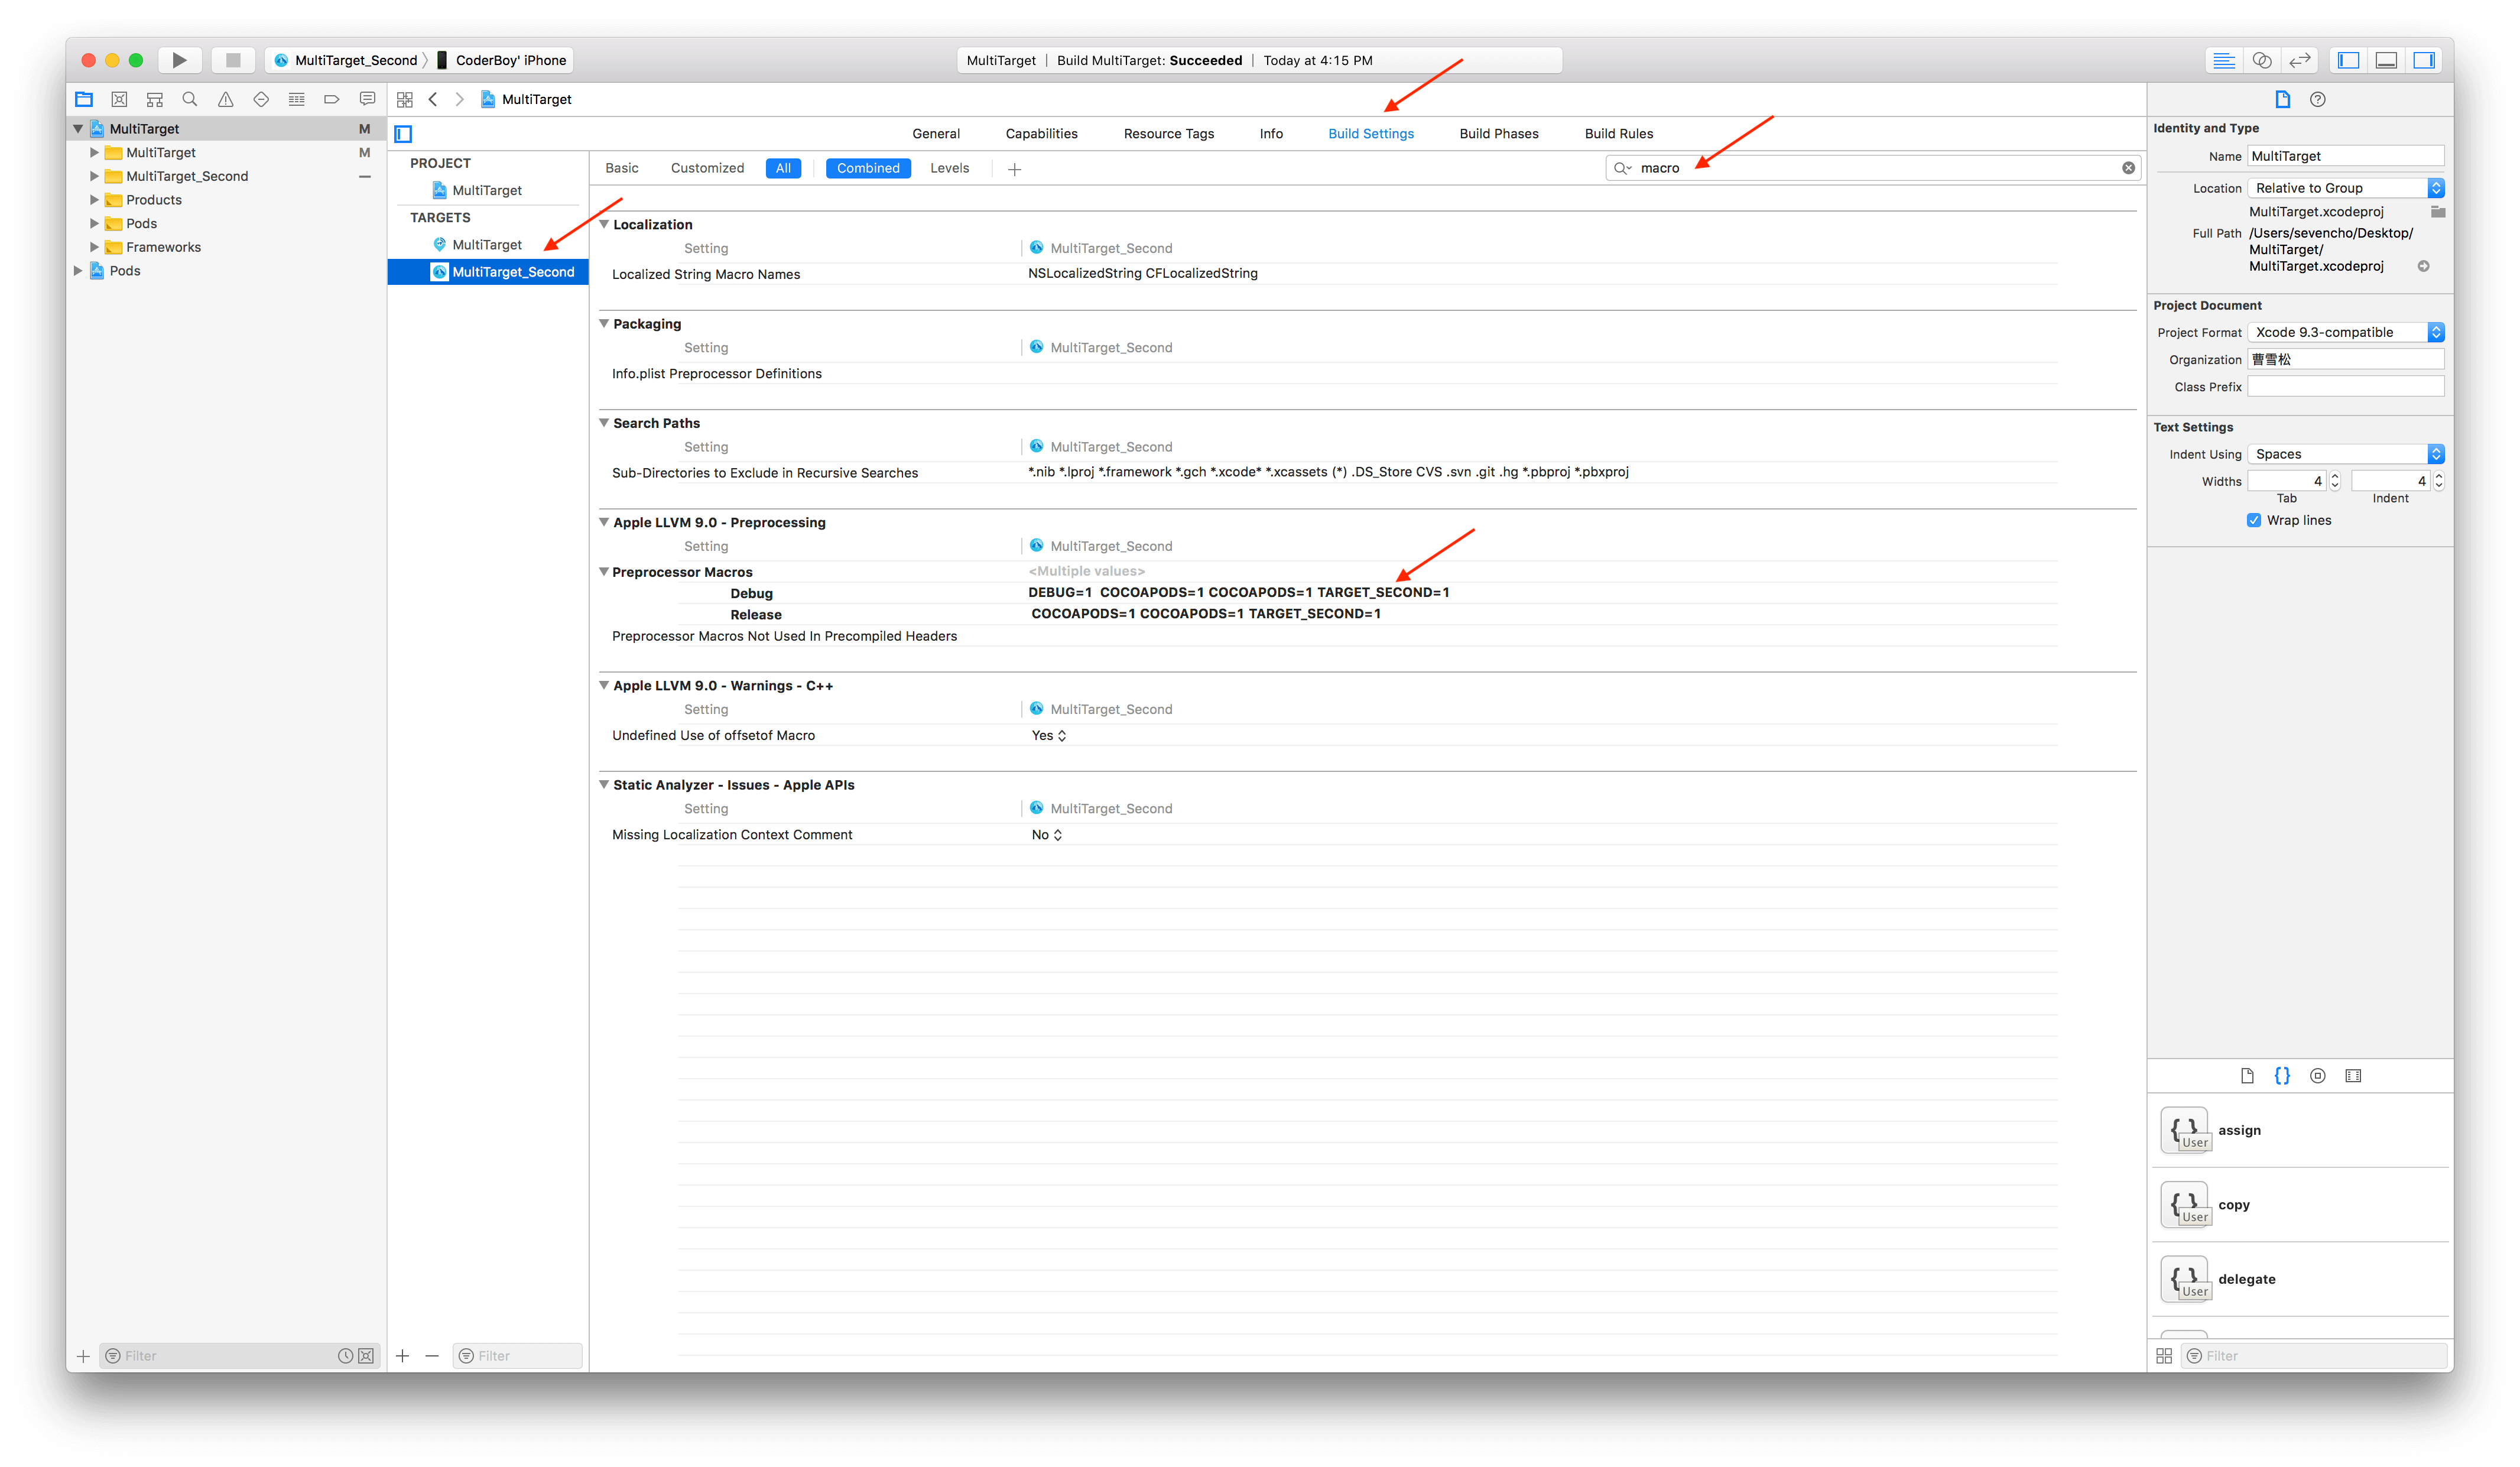 MultiTarget_Second CoderBoy' iPhone
MultiTarget | Build MultiTarget: Succeeded | Today at 4:15 PM
MultiTarget
MultiTarget M
MultiTarget M
MultiTarget_Second
Products
Pods
Frameworks
Pods
General Capabilities Resource Tags Info Build Settings Build Phases Build Rules
PROJECT
MultiTarget
TARGETS
MultiTarget
MultiTarget_Second
Basic Customized All Combined Levels
macro
Localization
Setting MultiTarget_Second
Localized String Macro Names NSLocalizedString CFLocalizedString
Packaging
Setting MultiTarget_Second
Info.plist Preprocessor Definitions
Search Paths
Setting MultiTarget_Second
Sub-Directories to Exclude in Recursive Searches *.nib *.lproj *.framework *.gch *.xcode* *.xcassets (*) .DS_Store CVS .svn .git .hg *.pbproj *.pbxproj
Apple LLVM 9.0 - Preprocessing
Setting MultiTarget_Second
Preprocessor Macros <Multiple values>
Debug DEBUG=1 COCOAPODS=1 COCOAPODS=1 TARGET_SECOND=1
Release COCOAPODS=1 COCOAPODS=1 TARGET_SECOND=1
Preprocessor Macros Not Used In Precompiled Headers
Apple LLVM 9.0 - Warnings - C++
Setting MultiTarget_Second
Undefined Use of offsetof Macro Yes
Static Analyzer - Issues - Apple APIs
Setting MultiTarget_Second
Missing Localization Context Comment No
Identity and Type
Name MultiTarget
Location Relative to Group
MultiTarget.xcodeproj
Full Path /Users/sevencho/Desktop/
MultiTarget/
MultiTarget.xcodeproj
Project Document
Project Format Xcode 9.3-compatible
Organization 曹雪松
Class Prefix
Text Settings
Indent Using Spaces
Widths 4 4
Tab Indent
Wrap lines
{ } User assign
{ } User copy
{ } User delegate
Filter
Filter
Filter